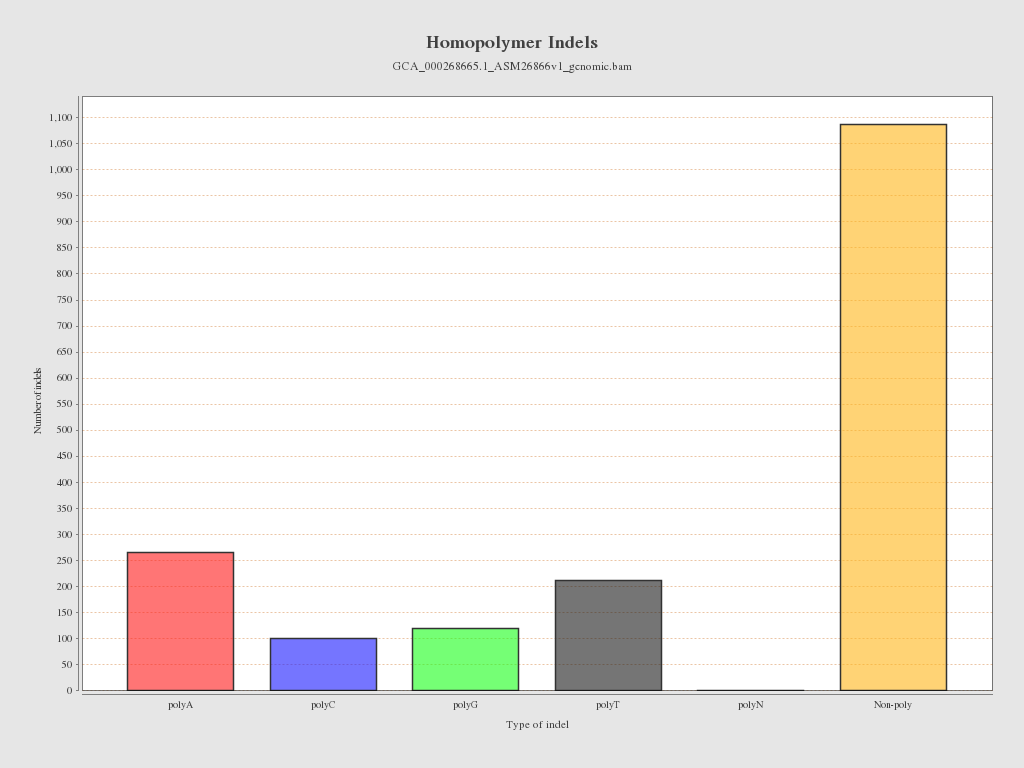 Homopolymer Indels
GCA_000268665.1_ASM26866v1_genomic.bam
1,100
1,050
1,000
950
900
850
800
750
700
650
600
550
500
450
400
350
300
250
200
150
100
50
0
Number of indels
polyA
polyC
polyG
polyT
polyN
Non-poly
Type of indel